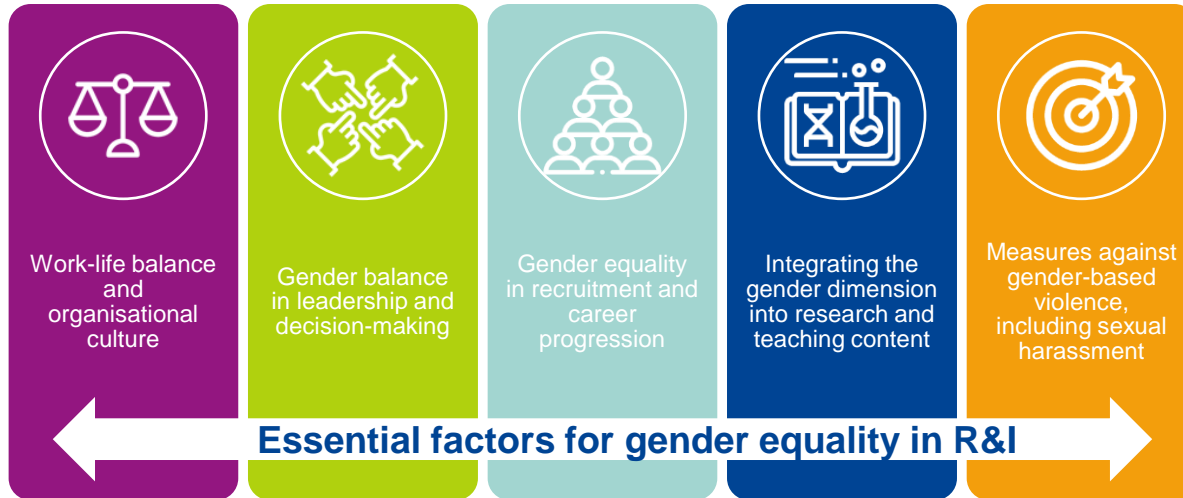 Work-life balance
and
organisational
culture
Gender balance
in leadership and
decision-making
Gender equality
in recruitment and
career
progression
Integrating the
gender dimension
into research and
teaching content
Measures against
gender-based
violence,
including sexual
harassment
Essential factors for gender equality in R&I